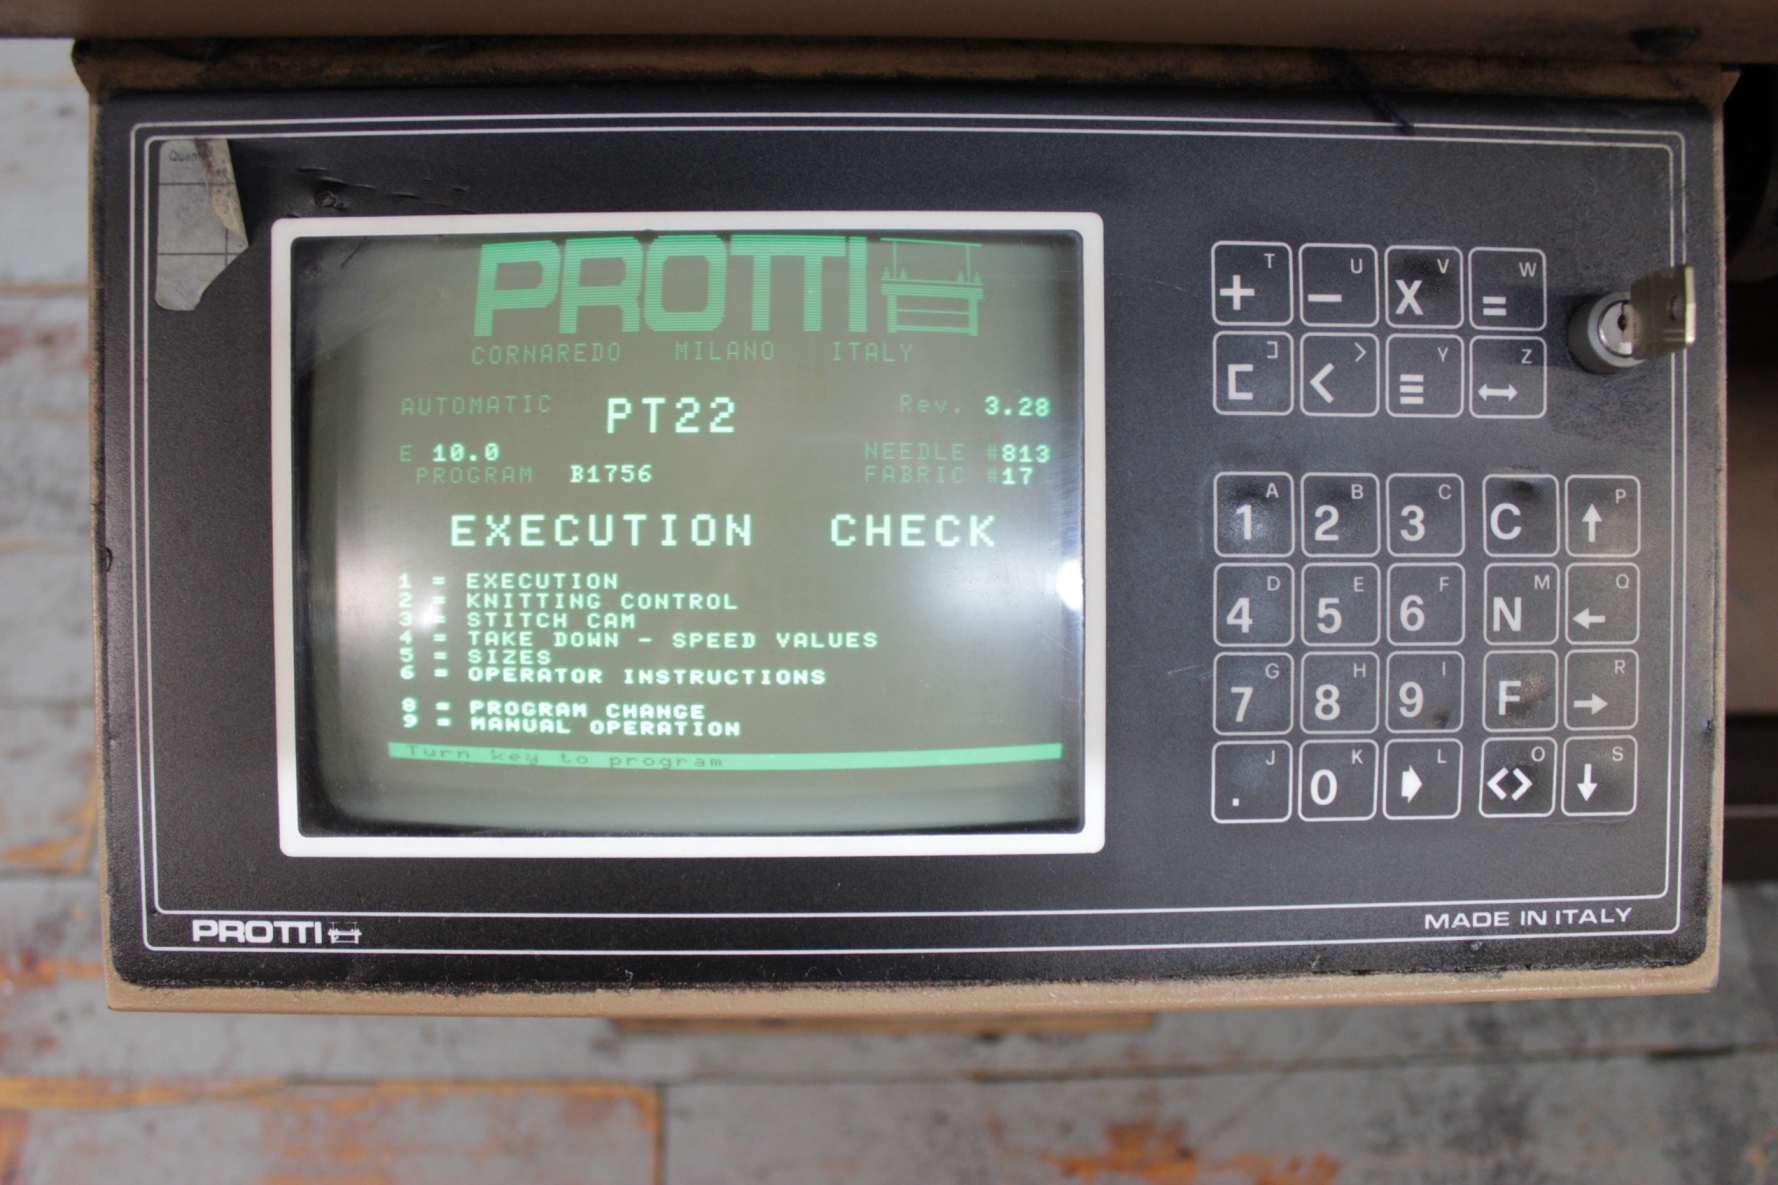 Quan
PROTTI
CORNAREDO MILANO ITALY
AUTOMATIC PT22 Rev. 3.28
E 10.0 NEEDLE #813
PROGRAM B1756 FABRIC #17
EXECUTION CHECK
1 = EXECUTION
2 = KNITTING CONTROL
3 = STITCH CAM
4 = TAKE DOWN - SPEED VALUES
5 = SIZES
6 = OPERATOR INSTRUCTIONS
8 = PROGRAM CHANGE
9 = MANUAL OPERATION
Turn key to program
+ T - U X V = W
[ ] < > ≡ Y ↔ Z
1 A 2 B 3 C C ↑ P
4 D 5 E 6 F N M ← Q
7 G 8 H 9 I F → R
. J 0 K L <> O ↓ S
PROTTI
MADE IN ITALY